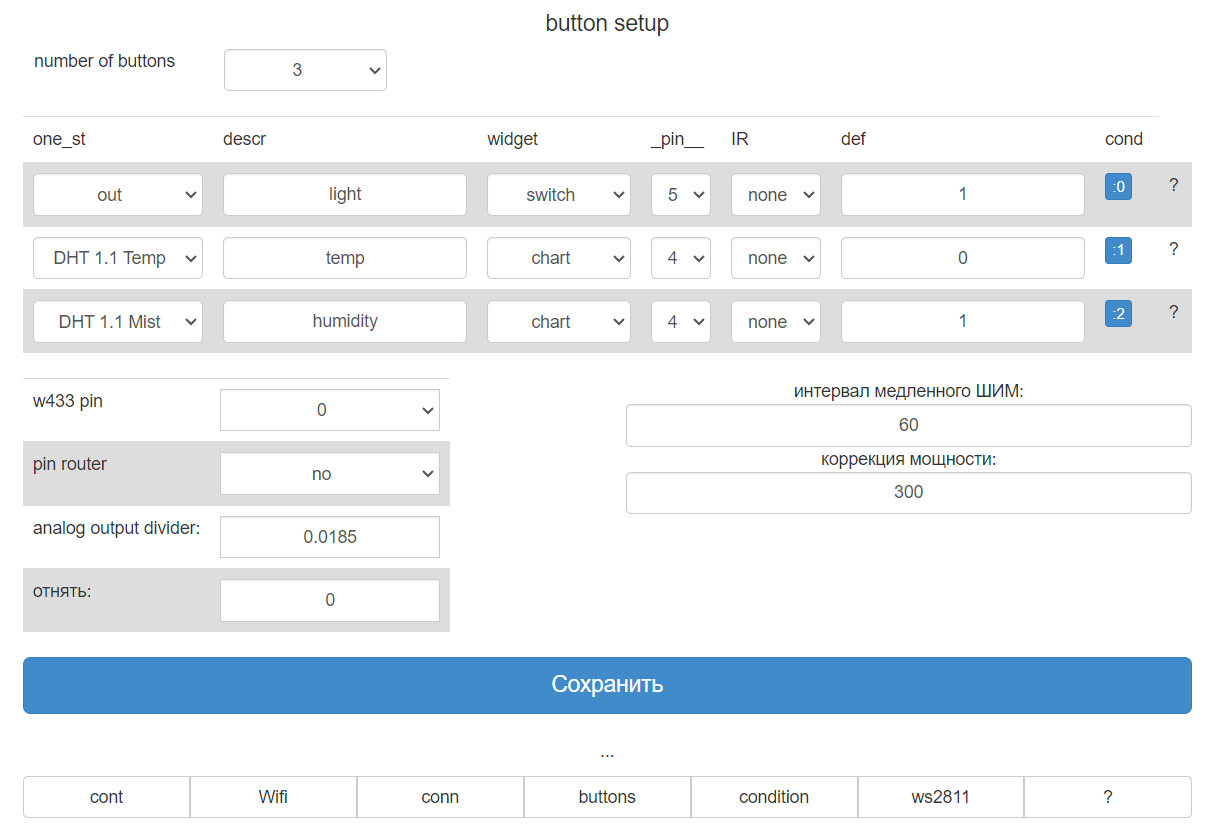 button setup
number of buttons 3
one_st descr widget _pin__ IR def cond
out light switch 5 none 1 :0 ?
DHT 1.1 Temp temp chart 4 none 0 :1 ?
DHT 1.1 Mist humidity chart 4 none 1 :2 ?
w433 pin 0
pin router no
analog output divider: 0.0185
отнять: 0
интервал медленного ШИМ:
60
коррекция мощности:
300
Сохранить
...
cont Wifi conn buttons condition ws2811 ?